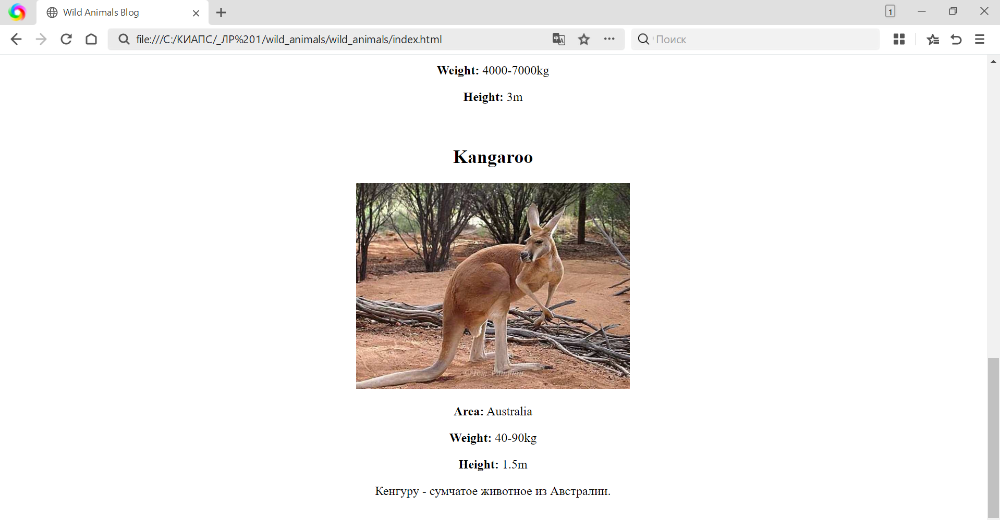 Wild Animals Blog
1
file:///C:/КИАПС/_ЛР%201/wild_animals/wild_animals/index.html
Поиск
Weight: 4000-7000kg
Height: 3m
Kangaroo
©Tom Vaughan
Area: Australia
Weight: 40-90kg
Height: 1.5m
Кенгуру - сумчатое животное из Австралии.